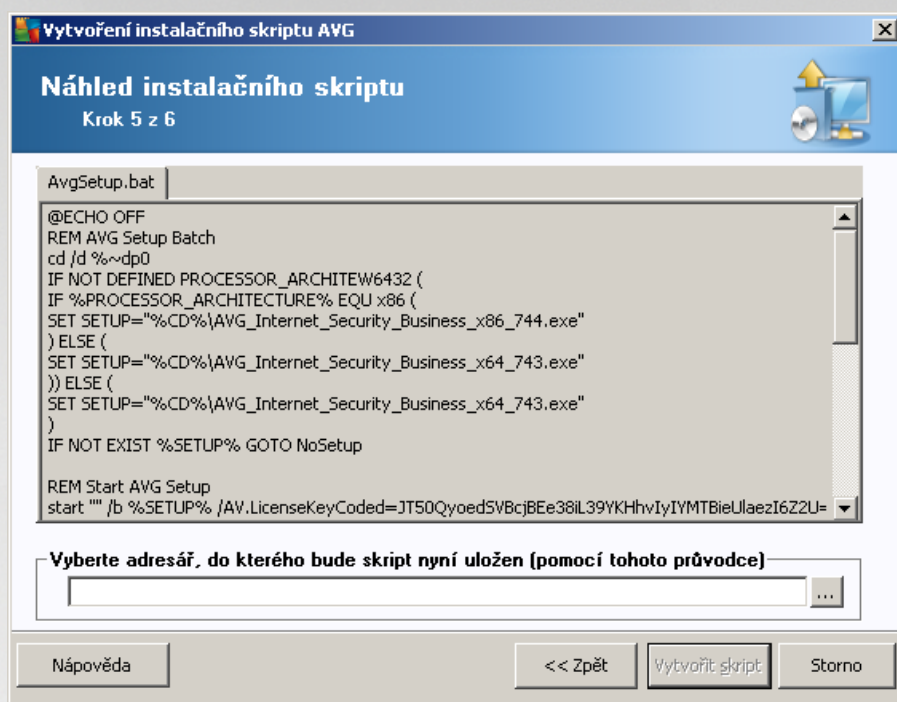 Vytvoření instalačního skriptu AVG
Náhled instalačního skriptu
Krok 5 z 6
AvgSetup.bat
@ECHO OFF
REM AVG Setup Batch
cd /d %~dp0
IF NOT DEFINED PROCESSOR_ARCHITEW6432 (
IF %PROCESSOR_ARCHITECTURE% EQU x86 (
SET SETUP="%CD%\AVG_Internet_Security_Business_x86_744.exe"
) ELSE (
SET SETUP="%CD%\AVG_Internet_Security_Business_x64_743.exe"
)) ELSE (
SET SETUP="%CD%\AVG_Internet_Security_Business_x64_743.exe"
)
IF NOT EXIST %SETUP% GOTO NoSetup
REM Start AVG Setup
start "" /b %SETUP% /AV.LicenseKeyCoded=JT50QyoedSVBcjBEe38iL39YKHhvIyIYMTBieUlaezI6Z2U=
Vyberte adresář, do kterého bude skript nyní uložen (pomocí tohoto průvodce)
...
Nápověda
<< Zpět
Vytvořit skript
Storno